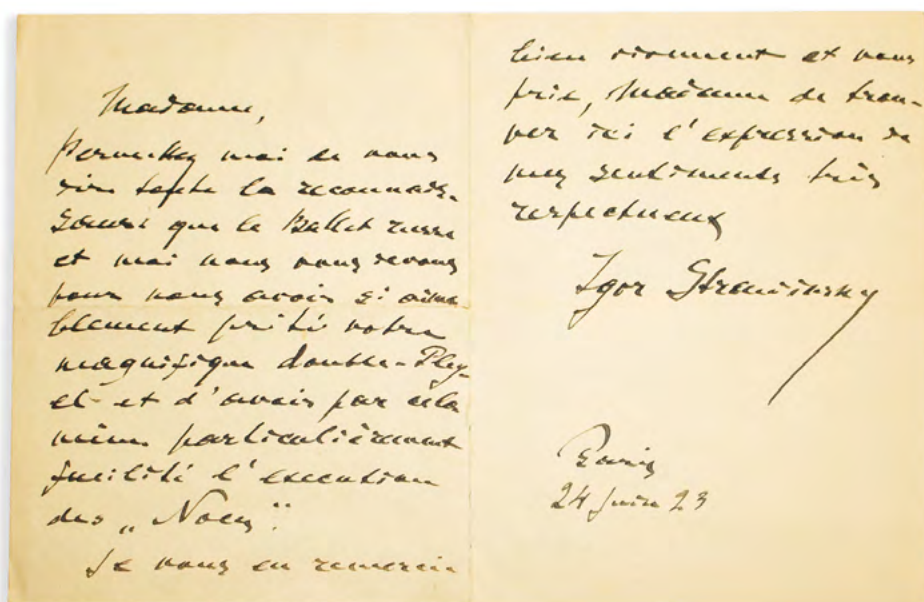 Madame,
Permettez moi de vous
dire toute la reconnais-
sance que le Ballet russe
et moi nous vous devons
pour nous avoir si aima-
blement prêté votre
magnifique double-Pley-
el et d'avoir par cela
même particulièrement
facilité l'execution
des „Noces".
Je vous en remercie
bien vivement et vous
prie, Madame de trou-
ver ici l'expression de
mes sentiments très
respectueux
Igor Strawinsky
Paris
24 juin 23